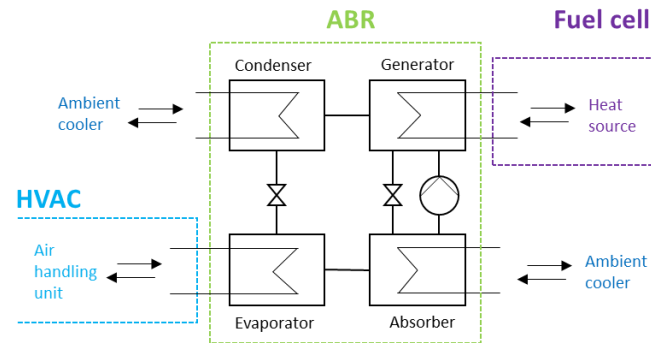 ABR
Fuel cell
Condenser
Generator
Ambient
cooler
Heat
source
HVAC
Air
handling
unit
Ambient
cooler
Evaporator
Absorber